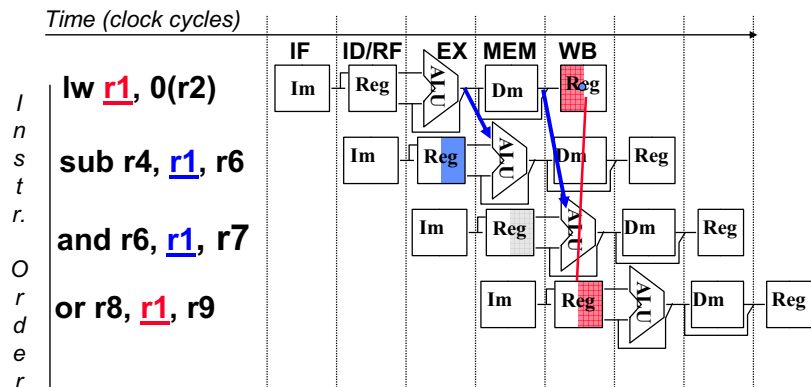 Time (clock cycles)
IF ID/RF EX MEM WB
Instr. Order
lw r1, 0(r2)
Im Reg ALU Dm Reg
sub r4, r1, r6
Im Reg ALU Dm Reg
and r6, r1, r7
Im Reg ALU Dm Reg
or r8, r1, r9
Im Reg ALU Dm Reg